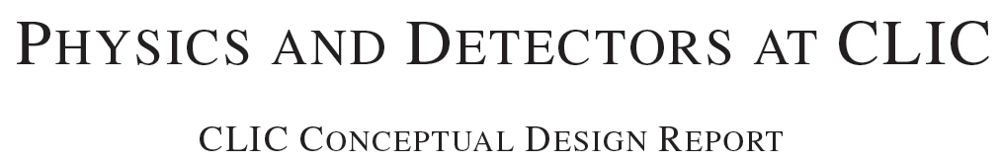 PHYSICS AND DETECTORS AT CLIC
CLIC CONCEPTUAL DESIGN REPORT